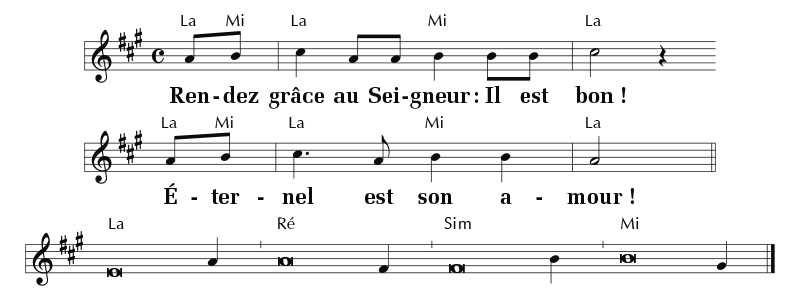 La Mi La Mi La
Ren - dez grâce au Sei - gneur : Il est bon !
La Mi La Mi La
É - ter - nel est son a - mour !
La Ré Sim Mi